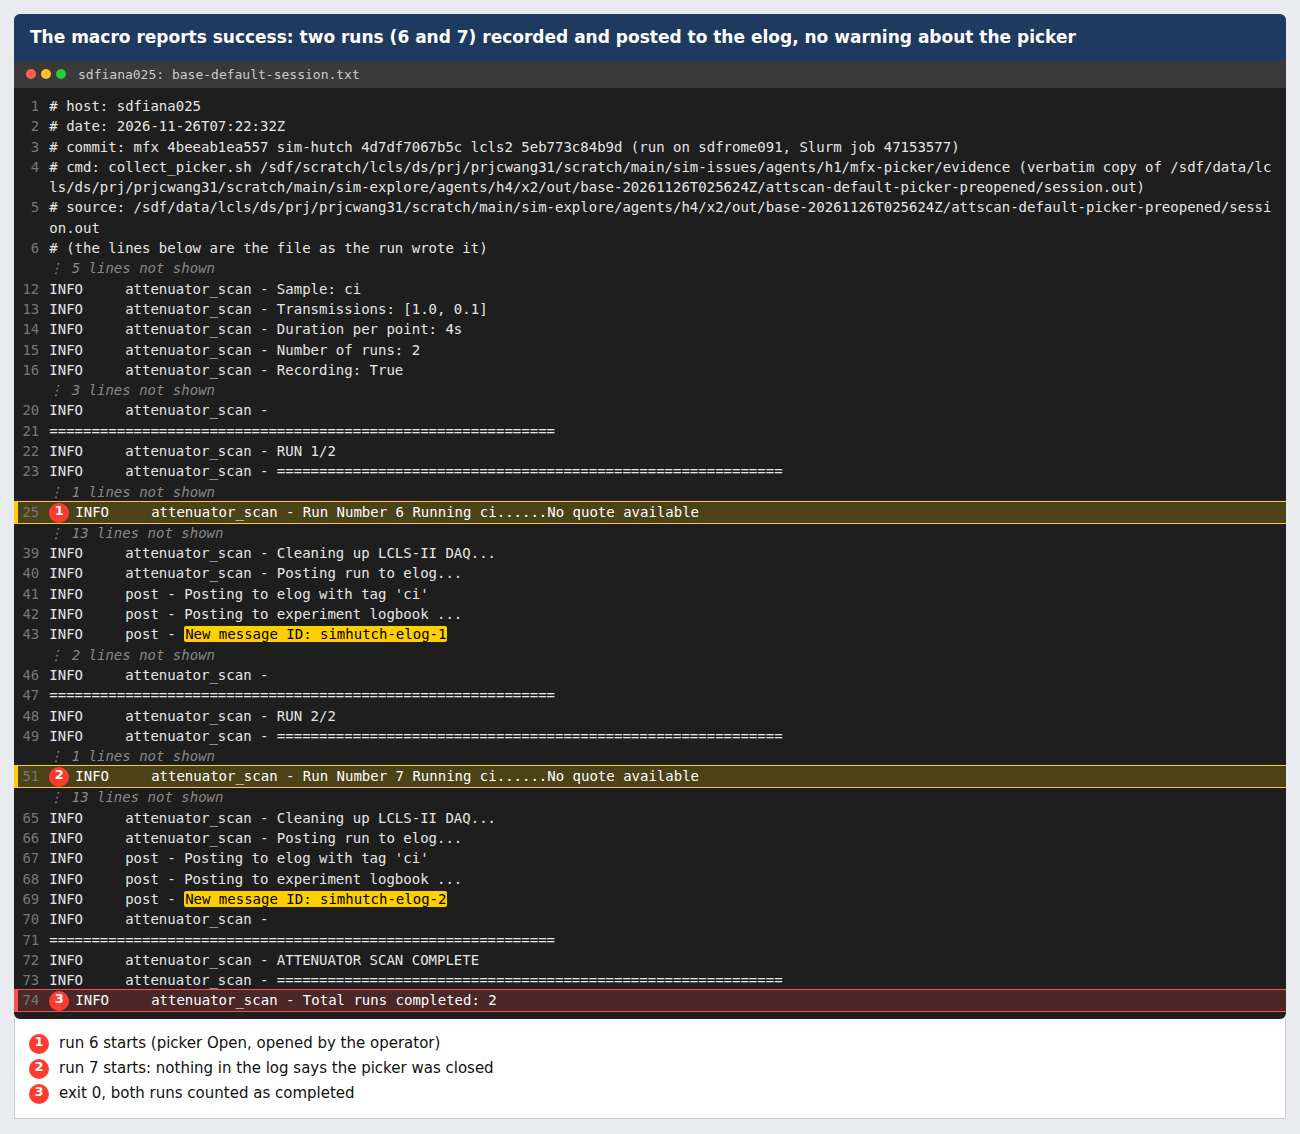 The macro reports success: two runs (6 and 7) recorded and posted to the elog, no warning about the picker
sdfiana025: base-default-session.txt
1 # host: sdfiana025
2 # date: 2026-11-26T07:22:32Z
3 # commit: mfx 4beeab1ea557 sim-hutch 4d7df7067b5c lcls2 5eb773c84b9d (run on sdfrome091, Slurm job 47153577)
4 # cmd: collect_picker.sh /sdf/scratch/lcls/ds/prj/prjcwang31/scratch/main/sim-issues/agents/h1/mfx-picker/evidence (verbatim copy of /sdf/data/lc
ls/ds/prj/prjcwang31/scratch/main/sim-explore/agents/h4/x2/out/base-20261126T025624Z/attscan-default-picker-preopened/session.out)
5 # source: /sdf/data/lcls/ds/prj/prjcwang31/scratch/main/sim-explore/agents/h4/x2/out/base-20261126T025624Z/attscan-default-picker-preopened/sessi
on.out
6 # (the lines below are the file as the run wrote it)
⋮ 5 lines not shown
12 INFO     attenuator_scan - Sample: ci
13 INFO     attenuator_scan - Transmissions: [1.0, 0.1]
14 INFO     attenuator_scan - Duration per point: 4s
15 INFO     attenuator_scan - Number of runs: 2
16 INFO     attenuator_scan - Recording: True
⋮ 3 lines not shown
20 INFO     attenuator_scan -
21 ============================================================
22 INFO     attenuator_scan - RUN 1/2
23 INFO     attenuator_scan - ============================================================
⋮ 1 lines not shown
25 1 INFO     attenuator_scan - Run Number 6 Running ci......No quote available
⋮ 13 lines not shown
39 INFO     attenuator_scan - Cleaning up LCLS-II DAQ...
40 INFO     attenuator_scan - Posting run to elog...
41 INFO     post - Posting to elog with tag 'ci'
42 INFO     post - Posting to experiment logbook ...
43 INFO     post - New message ID: simhutch-elog-1
⋮ 2 lines not shown
46 INFO     attenuator_scan -
47 ============================================================
48 INFO     attenuator_scan - RUN 2/2
49 INFO     attenuator_scan - ============================================================
⋮ 1 lines not shown
51 2 INFO     attenuator_scan - Run Number 7 Running ci......No quote available
⋮ 13 lines not shown
65 INFO     attenuator_scan - Cleaning up LCLS-II DAQ...
66 INFO     attenuator_scan - Posting run to elog...
67 INFO     post - Posting to elog with tag 'ci'
68 INFO     post - Posting to experiment logbook ...
69 INFO     post - New message ID: simhutch-elog-2
70 INFO     attenuator_scan -
71 ============================================================
72 INFO     attenuator_scan - ATTENUATOR SCAN COMPLETE
73 INFO     attenuator_scan - ============================================================
74 3 INFO     attenuator_scan - Total runs completed: 2
1 run 6 starts (picker Open, opened by the operator)
2 run 7 starts: nothing in the log says the picker was closed
3 exit 0, both runs counted as completed